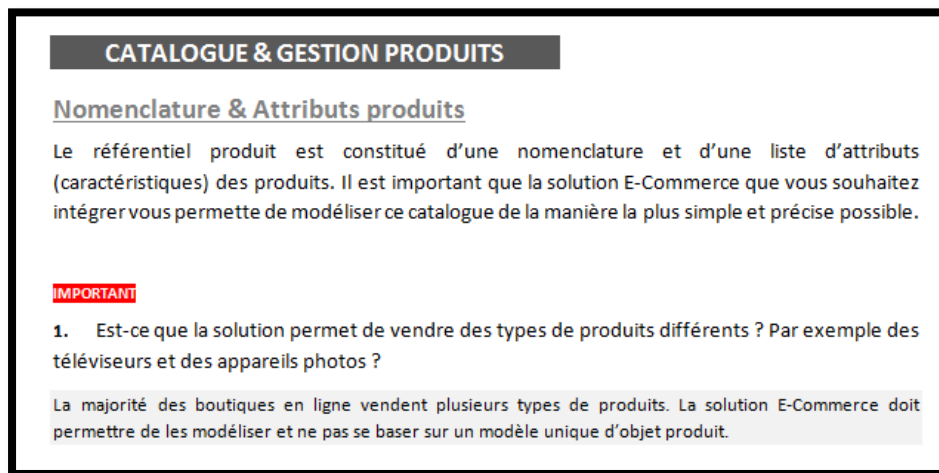 CATALOGUE & GESTION PRODUITS
Nomenclature & Attributs produits
Le référentiel produit est constitué d’une nomenclature et d’une liste d’attributs
(caractéristiques) des produits. Il est important que la solution E-Commerce que vous souhaitez
intégrer vous permette de modéliser ce catalogue de la manière la plus simple et précise possible.
IMPORTANT
1. Est-ce que la solution permet de vendre des types de produits différents ? Par exemple des
téléviseurs et des appareils photos ?
La majorité des boutiques en ligne vendent plusieurs types de produits. La solution E-Commerce doit
permettre de les modéliser et ne pas se baser sur un modèle unique d’objet produit.